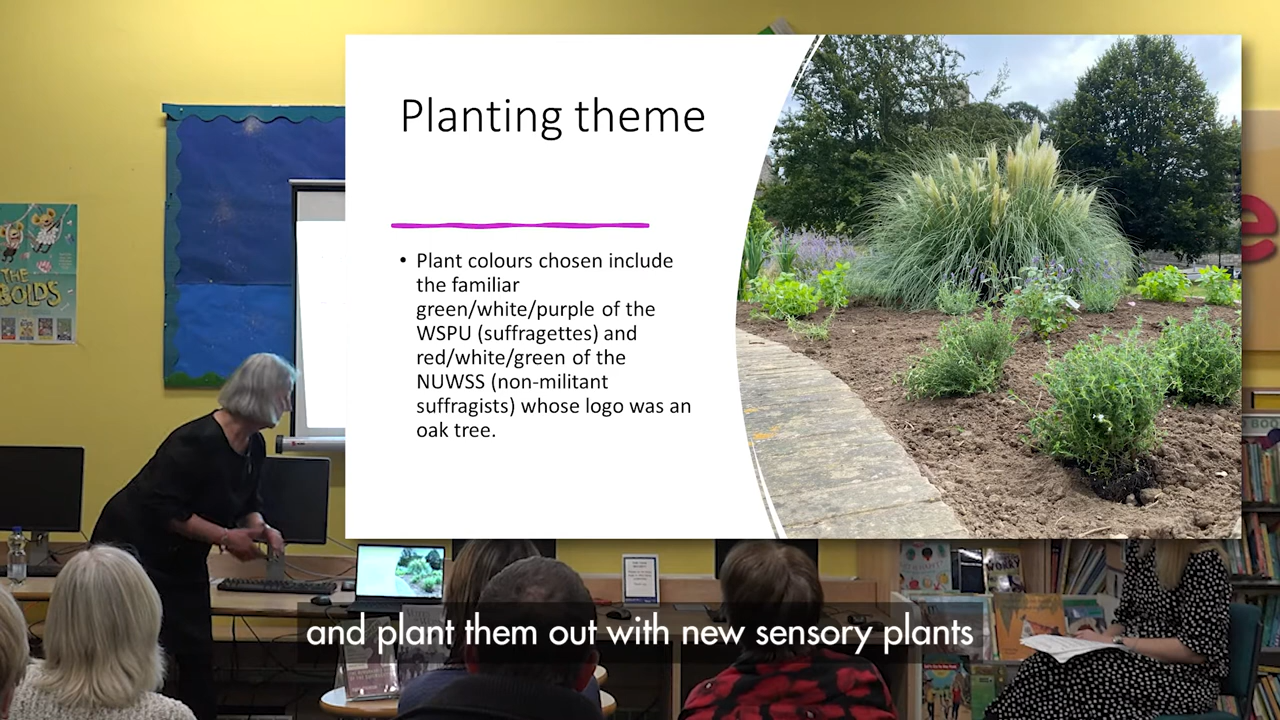 Planting theme
• Plant colours chosen include
the familiar
green/white/purple of the
WSPU (suffragettes) and
red/white/green of the
NUWSS (non-militant
suffragists) whose logo was an
oak tree.
THE
BOLDS
and plant them out with new sensory plants